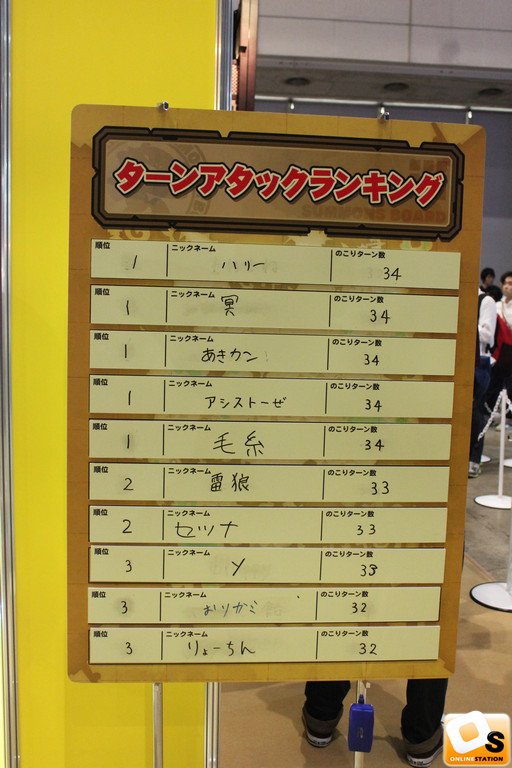 ターンアタックランキング
順位 ニックネーム のこりターン数
1 ハリー 34
順位 ニックネーム のこりターン数
1 冥 34
順位 ニックネーム のこりターン数
1 あきカン 34
順位 ニックネーム のこりターン数
1 アシストーゼ 34
順位 ニックネーム のこりターン数
1 毛糸 34
順位 ニックネーム のこりターン数
2 雷狼 33
順位 ニックネーム のこりターン数
2 セツナ 33
順位 ニックネーム のこりターン数
3 Y
順位 ニックネーム のこりターン数
3 おりがミ 32
順位 ニックネーム のこりターン数
3 りょーちん 32
S
ONLINESTATION